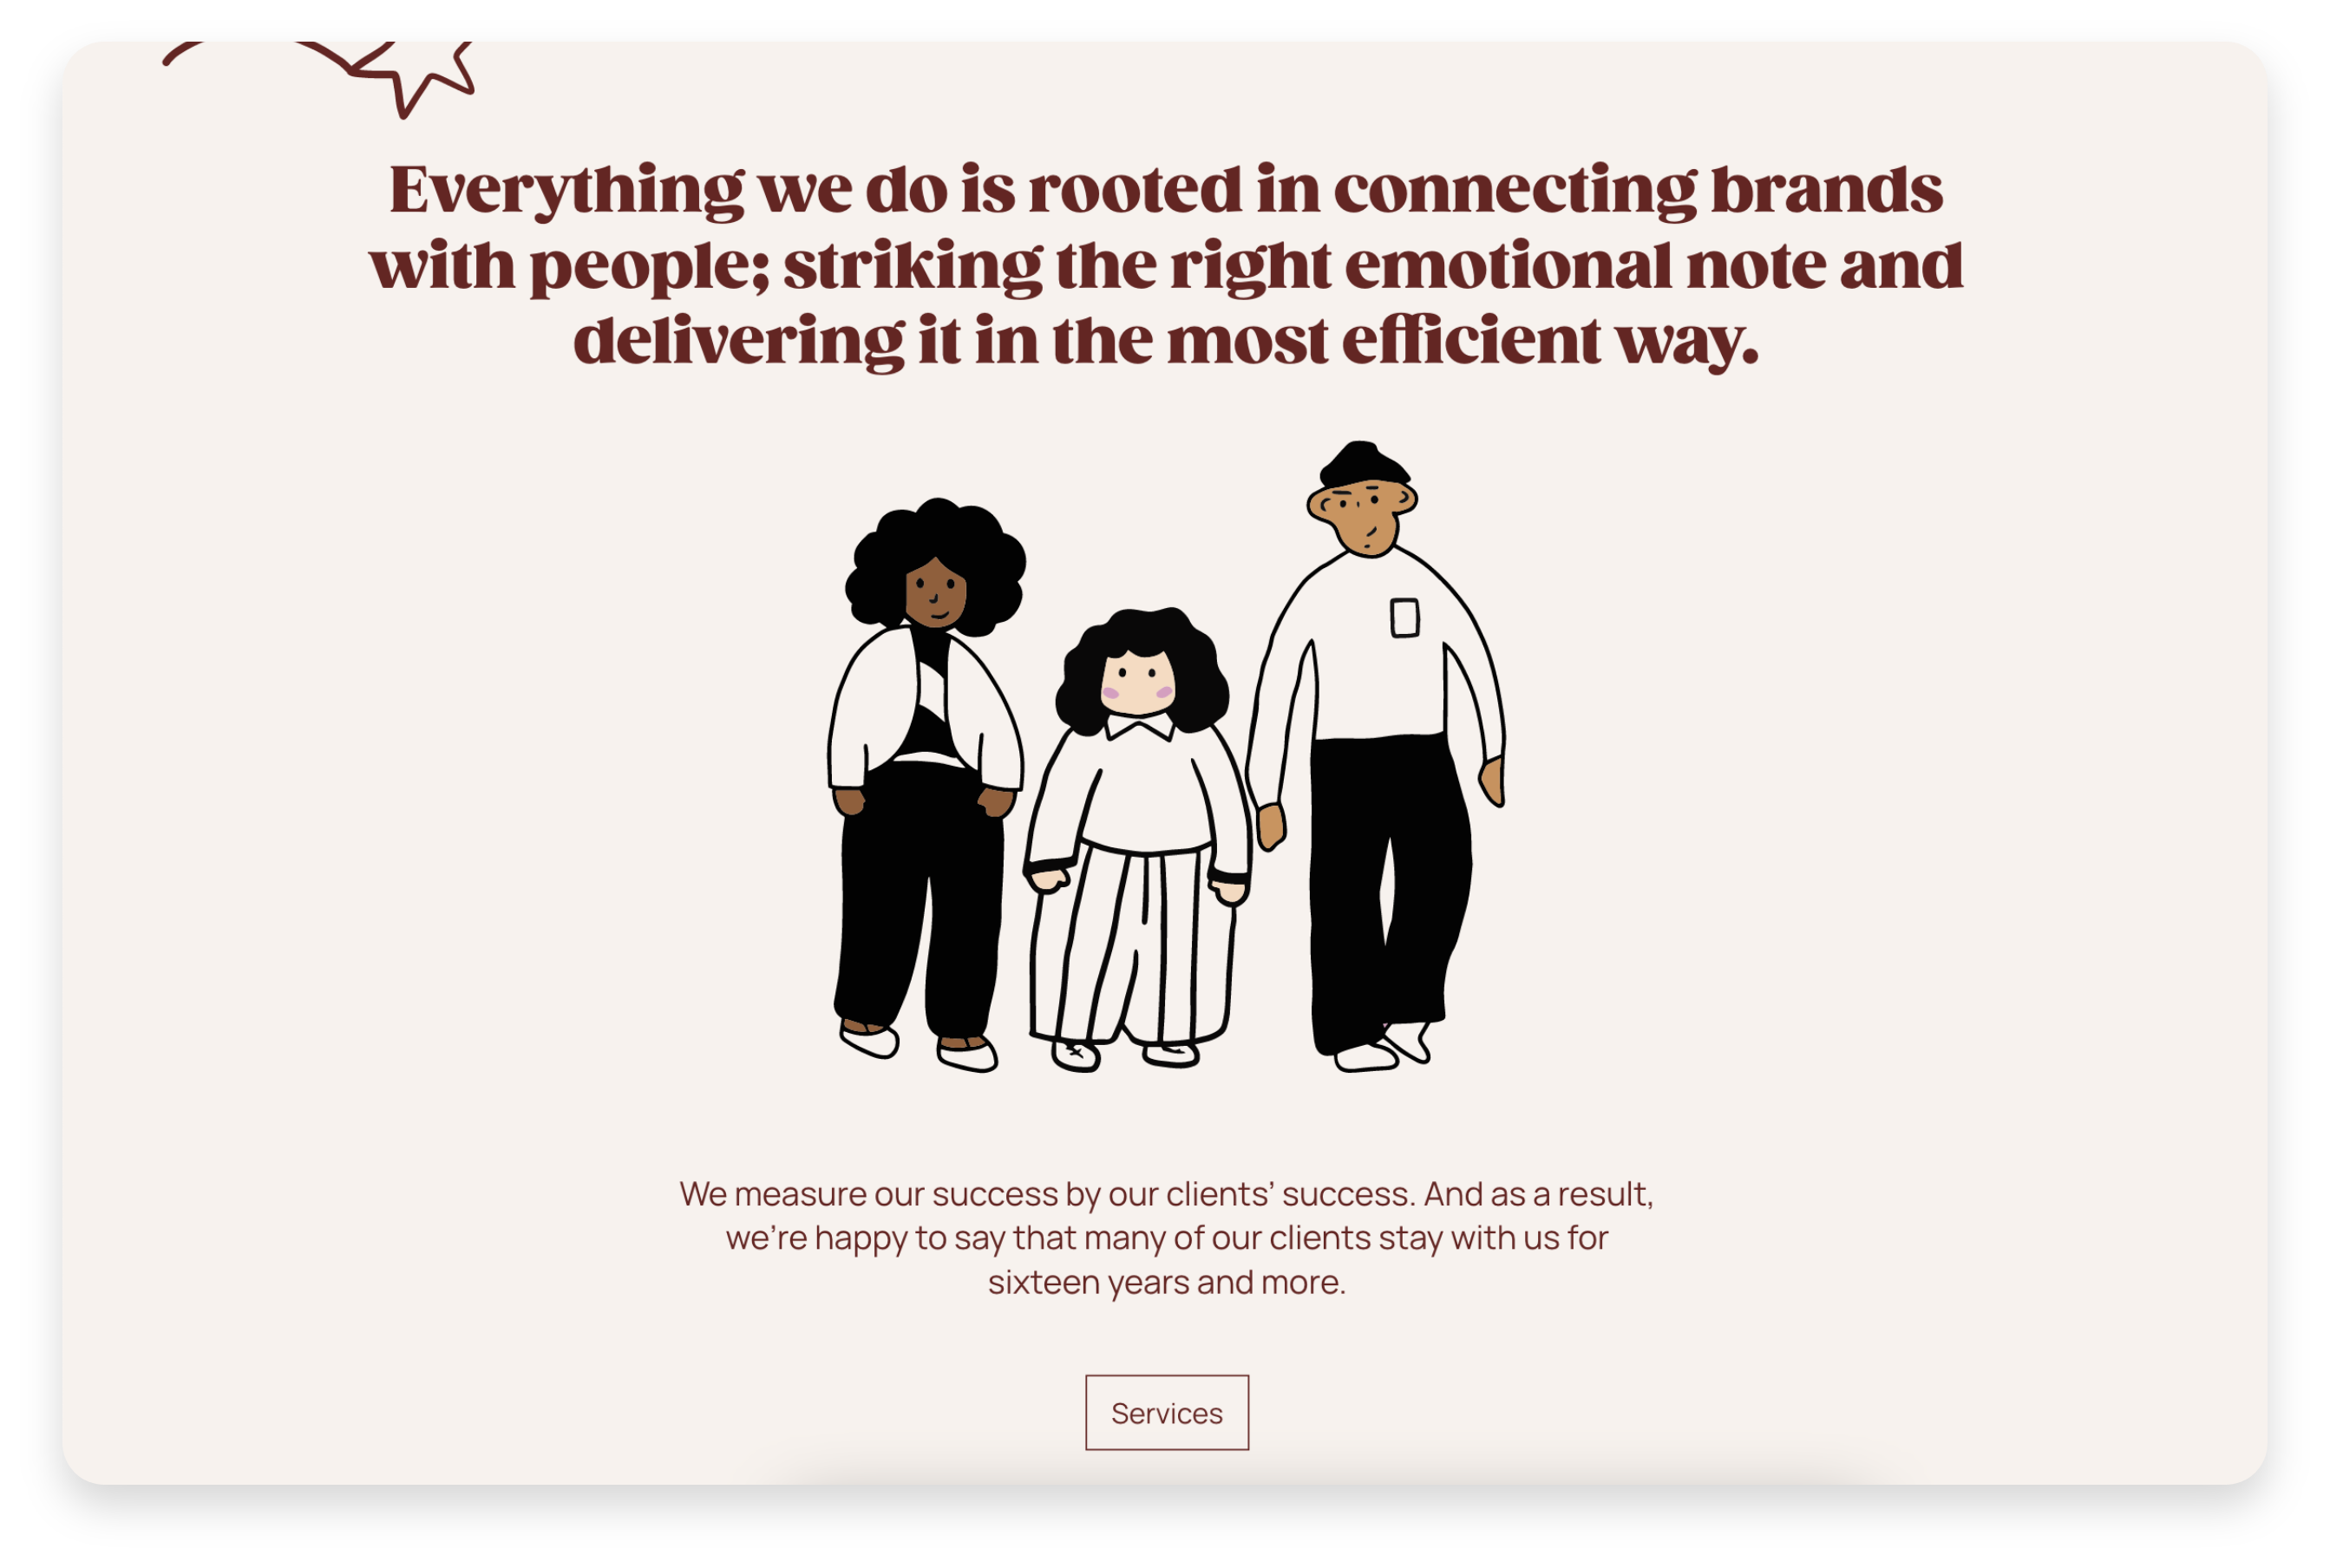 Everything we do is rooted in connecting brands
with people; striking the right emotional note and
delivering it in the most efficient way.
We measure our success by our clients’ success. And as a result,
we’re happy to say that many of our clients stay with us for
sixteen years and more.
Services